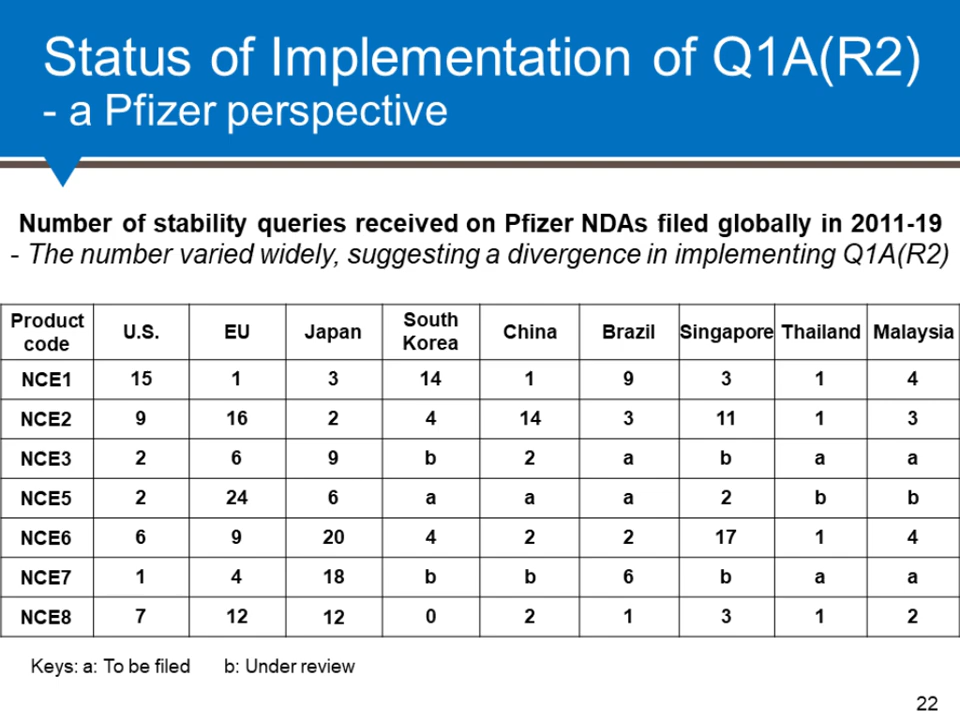 Status of Implementation of Q1A(R2)
- a Pfizer perspective
Number of stability queries received on Pfizer NDAs filed globally in 2011-19
- The number varied widely, suggesting a divergence in implementing Q1A(R2)
Product code U.S. EU Japan South Korea China Brazil Singapore Thailand Malaysia
NCE1 15 1 3 14 1 9 3 1 4
NCE2 9 16 2 4 14 3 11 1 3
NCE3 2 6 9 b 2 a b a a
NCE5 2 24 6 a a a 2 b b
NCE6 6 9 20 4 2 2 17 1 4
NCE7 1 4 18 b b 6 b a a
NCE8 7 12 12 0 2 1 3 1 2
Keys: a: To be filed b: Under review
22